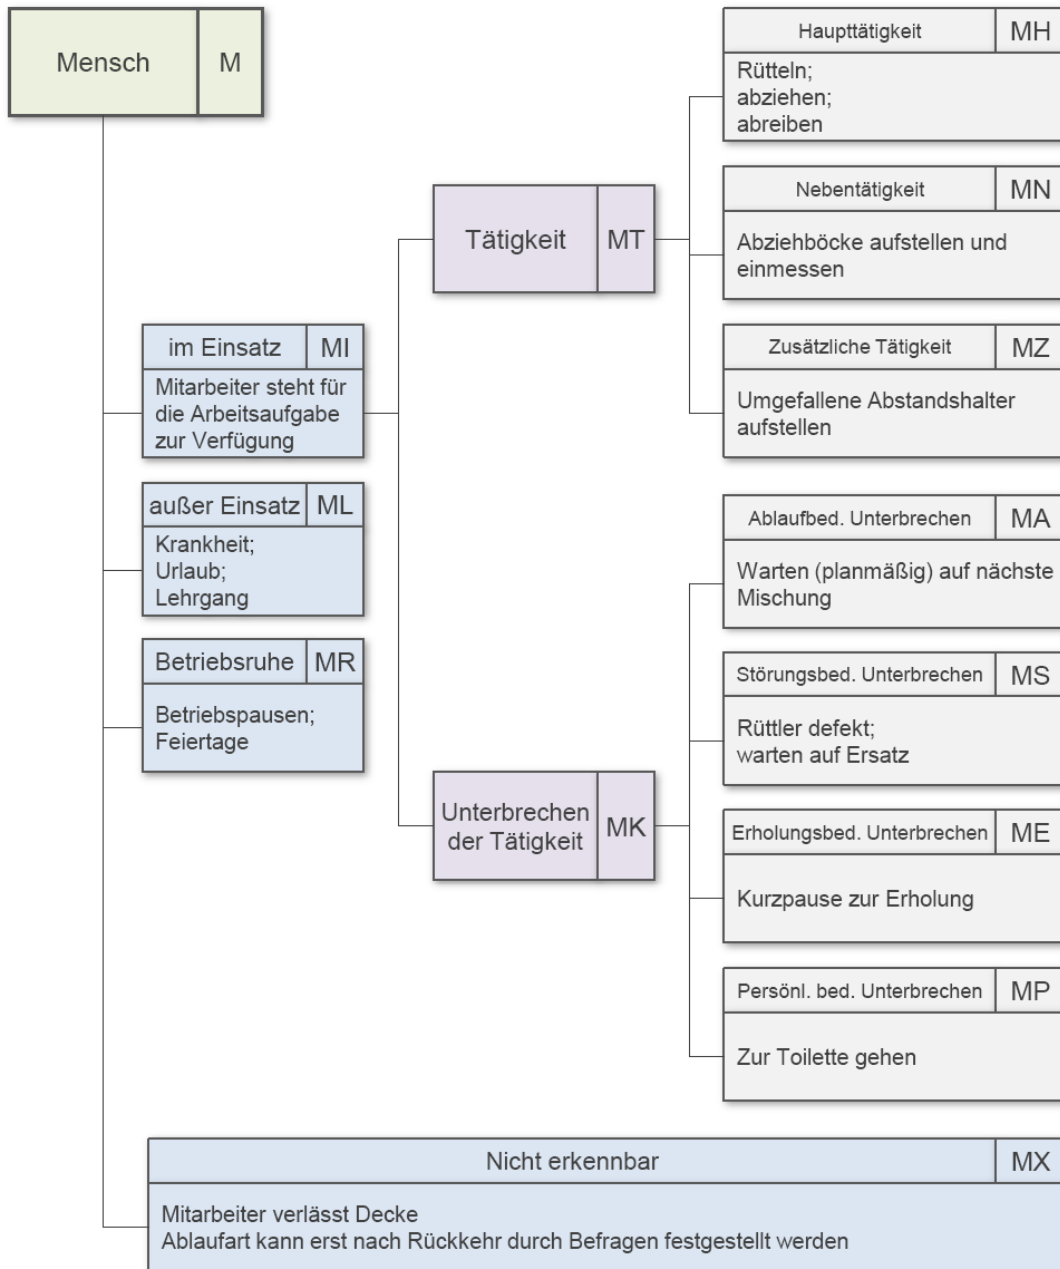 Mensch M
Haupttätigkeit MH
Rütteln;
abziehen;
abreiben
Nebentätigkeit MN
Abziehböcke aufstellen und
einmessen
Tätigkeit MT
Zusätzliche Tätigkeit MZ
Umgefallene Abstandshalter
aufstellen
im Einsatz MI
Mitarbeiter steht für
die Arbeitsaufgabe
zur Verfügung
außer Einsatz ML
Krankheit;
Urlaub;
Lehrgang
Betriebsruhe MR
Betriebspausen;
Feiertage
Unterbrechen
der Tätigkeit MK
Ablaufbed. Unterbrechen MA
Warten (planmäßig) auf nächste
Mischung
Störungsbed. Unterbrechen MS
Rüttler defekt;
warten auf Ersatz
Erholungsbed. Unterbrechen ME
Kurzpause zur Erholung
Persönl. bed. Unterbrechen MP
Zur Toilette gehen
Nicht erkennbar MX
Mitarbeiter verlässt Decke
Ablaufart kann erst nach Rückkehr durch Befragen festgestellt werden